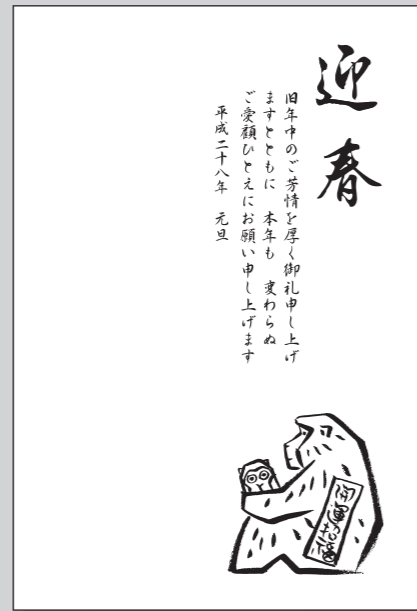 迎春
旧年中のご芳情を厚く御礼申し上げ
ますとともに 本年も 変わらぬ
ご愛顧ひとえにお願い申し上げます
平成二十八年 元旦
開運招福